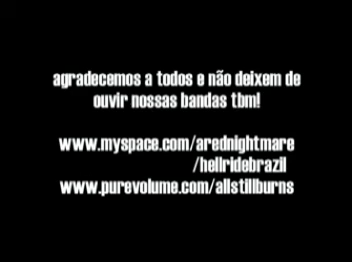 agradecemos a todos e não deixem de
ouvir nossas bandas tbm!
www.myspace.com/arednightmare
/hellridebrazil
www.purevolume.com/allstillburns